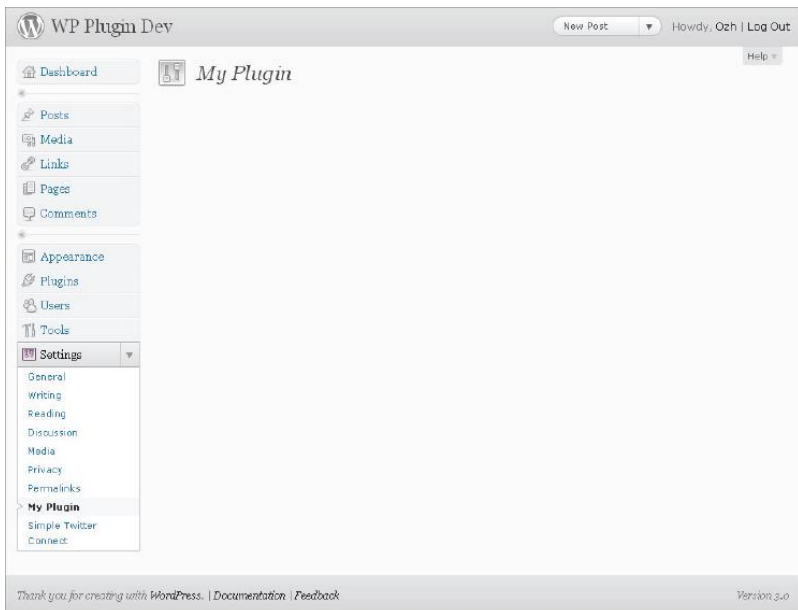 WP Plugin Dev
New Post
Howdy, Ozh | Log Out
Help
Dashboard
My Plugin
Posts
Media
Links
Pages
Comments
Appearance
Plugins
Users
Tools
Settings
General
Writing
Reading
Discussion
Media
Privacy
Permalinks
My Plugin
Simple Twitter
Connect
Thank you for creating with WordPress. | Documentation | Feedback
Version 3.0